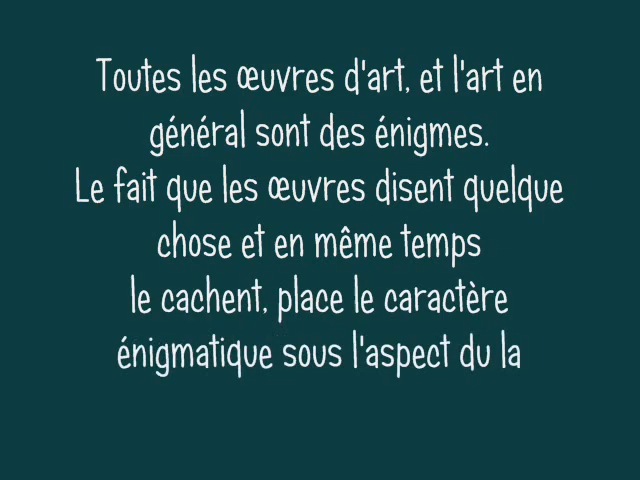 Toutes les œuvres d'art, et l'art en
général sont des énigmes.
Le fait que les œuvres disent quelque
chose et en même temps
le cachent, place le caractère
énigmatique sous l'aspect du la